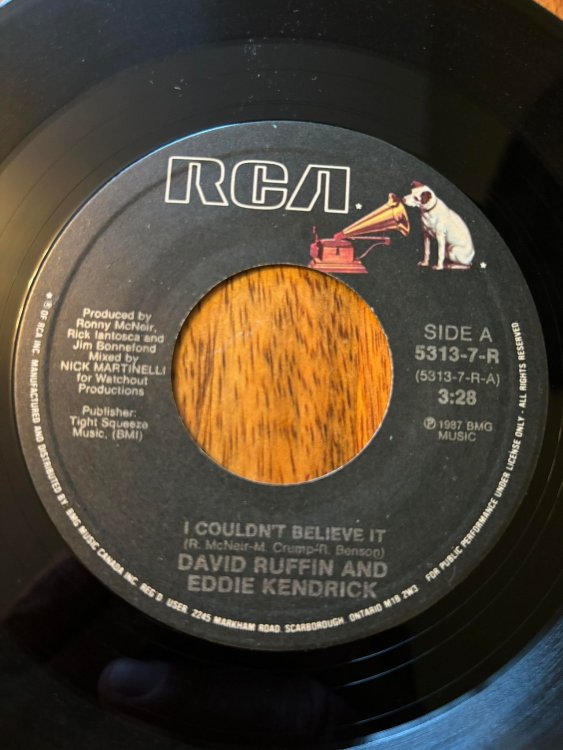 RCA
Produced by
Ronny McNeir,
Rick Iantosca and
Jim Bonnefond
Mixed by
NICK MARTINELLI
for Watchout
Productions
Publisher:
Tight Squeeze
Music, (BMI)
SIDE A
5313-7-R
(5313-7-R-A)
3:28
℗ 1987 BMG
MUSIC
I COULDN'T BELIEVE IT
(R. McNeir-M. Crump-R. Benson)
DAVID RUFFIN AND
EDDIE KENDRICK
* ® OF RCA INC. MANUFACTURED AND DISTRIBUTED BY BMG MUSIC CANADA INC REG'D USER, 2245 MARKHAM ROAD, SCARBOROUGH, ONTARIO M1B 2W3 FOR PUBLIC PERFORMANCE UNDER LICENSE ONLY - ALL RIGHTS RESERVED